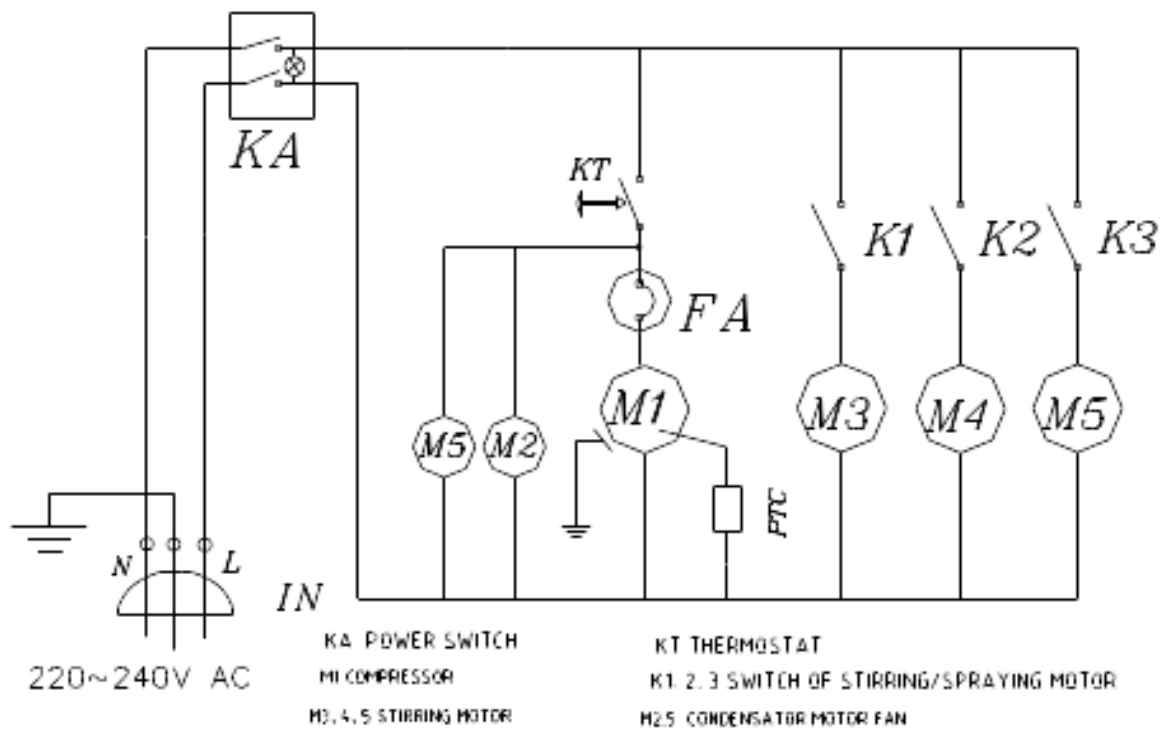 KA
KT
K1
K2
K3
FA
M1
M3
M4
M5
M5
M2
PTC
N
L
IN
220~240V AC
KA POWER SWITCH
KT THERMOSTAT
M1 COMPRESSOR
K1. 2. 3 SWITCH OF STIRRING/SPRAYING MOTOR
M3. 4. 5 STIRRING MOTOR
M2.5 CONDENSATOR MOTOR FAN